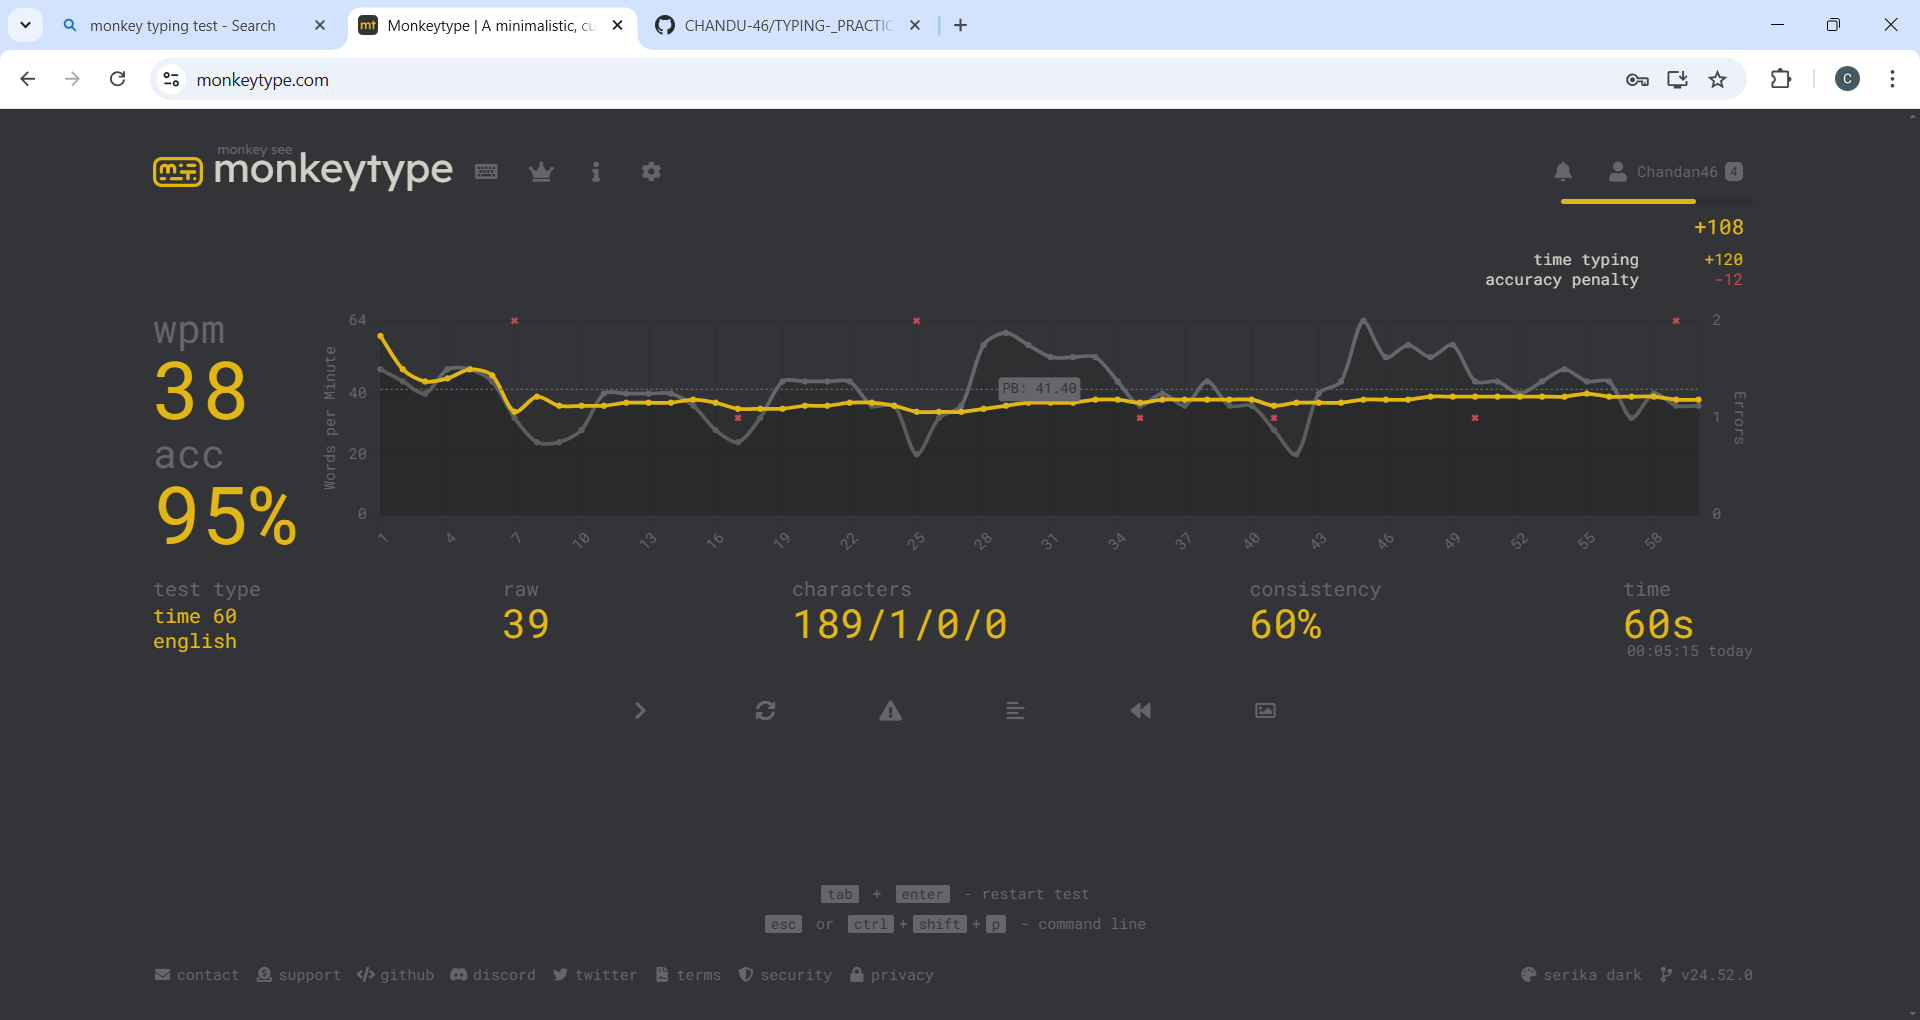 monkey typing test - Search
Monkeytype | A minimalistic, cu
CHANDU-46/TYPING-_PRACTIC
monkeytype.com
C
monkey see
mt
monkeytype
Chandan46 4
+108
time typing +120
accuracy penalty -12
wpm
38
acc
95%
64
40
20
0
Words per Minute
PB: 41.40
2
1
0
Errors
1 4 7 10 13 16 19 22 25 28 31 34 37 40 43 46 49 52 55 58
test type
time 60
english
raw
39
characters
189/1/0/0
consistency
60%
time
60s
00:05:15 today
tab + enter - restart test
esc or ctrl + shift + p - command line
contact support github discord twitter terms security privacy
serika dark v24.52.0